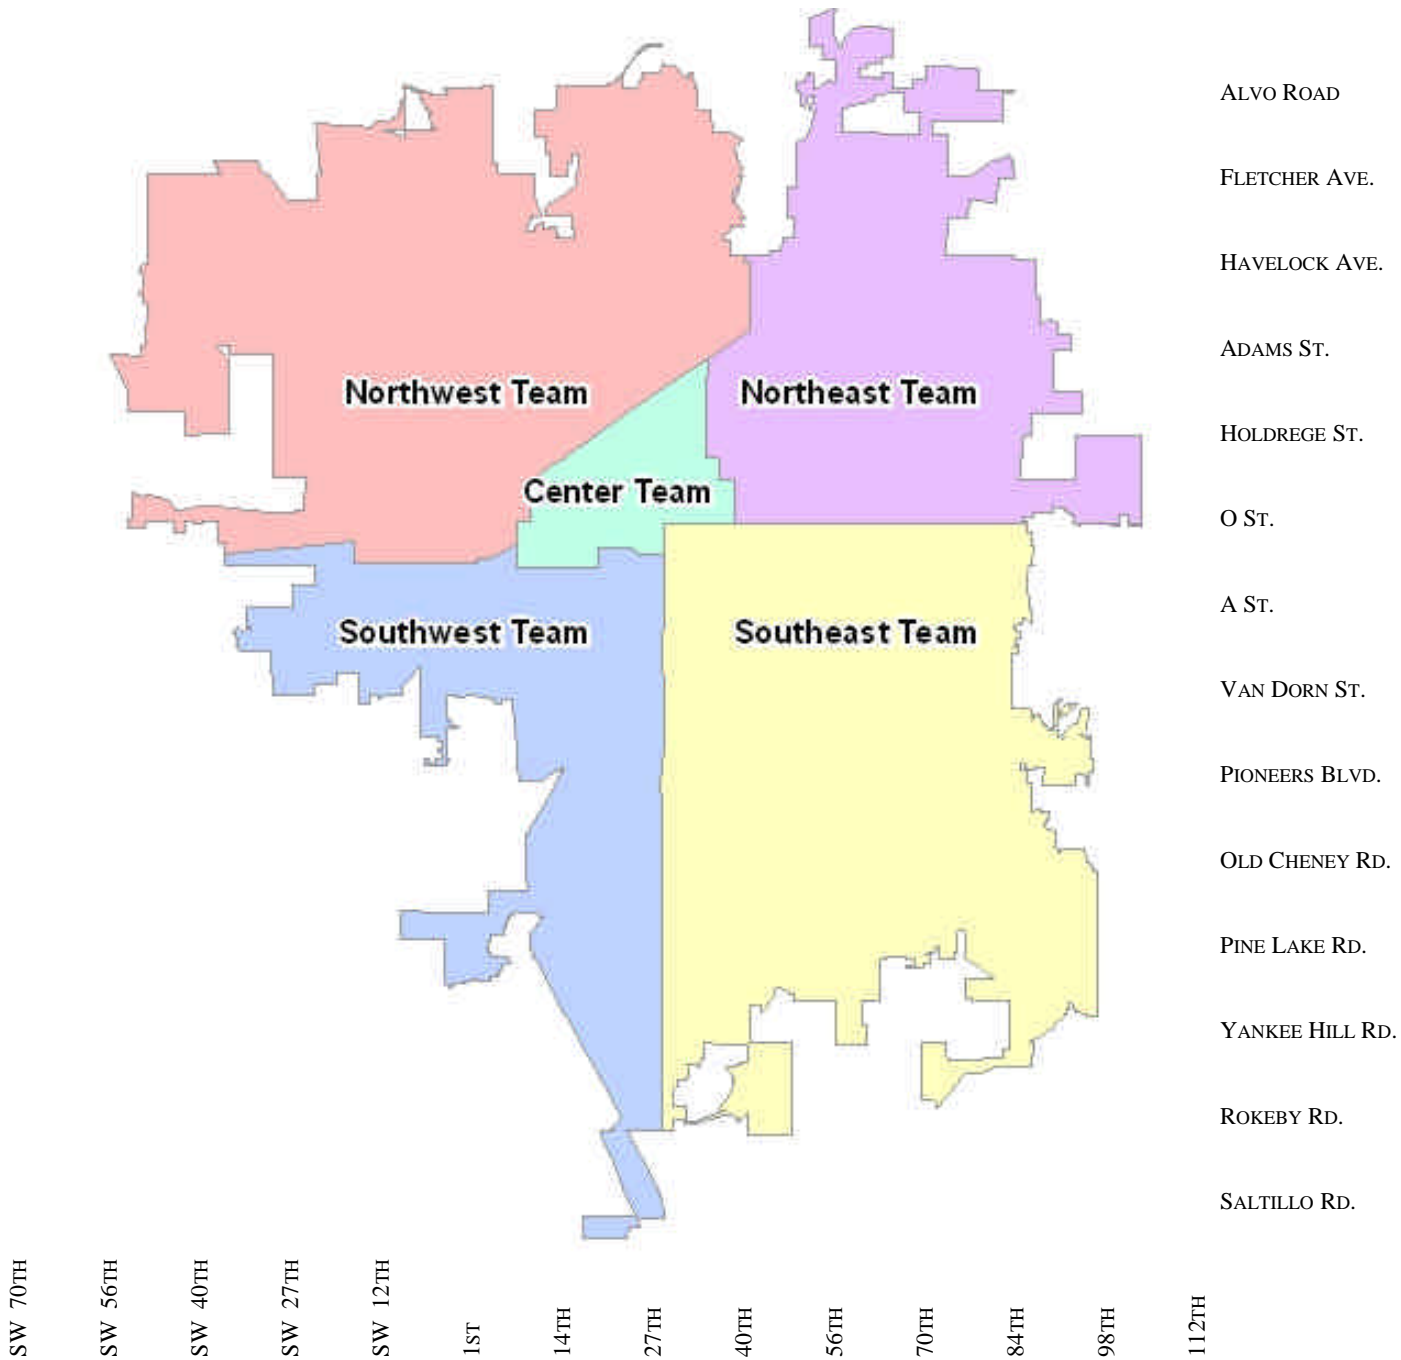 ALVO ROAD
FLETCHER AVE.
HAVELOCK AVE.
ADAMS ST.
Northwest Team
Northeast Team
HOLDREGE ST.
Center Team
O ST.
A ST.
Southwest Team
Southeast Team
VAN DORN ST.
PIONEERS BLVD.
OLD CHENEY RD.
PINE LAKE RD.
YANKEE HILL RD.
ROKEBY RD.
SALTILLO RD.
SW 70TH
SW 56TH
SW 40TH
SW 27TH
SW 12TH
1ST
14TH
27TH
40TH
56TH
70TH
84TH
98TH
112TH